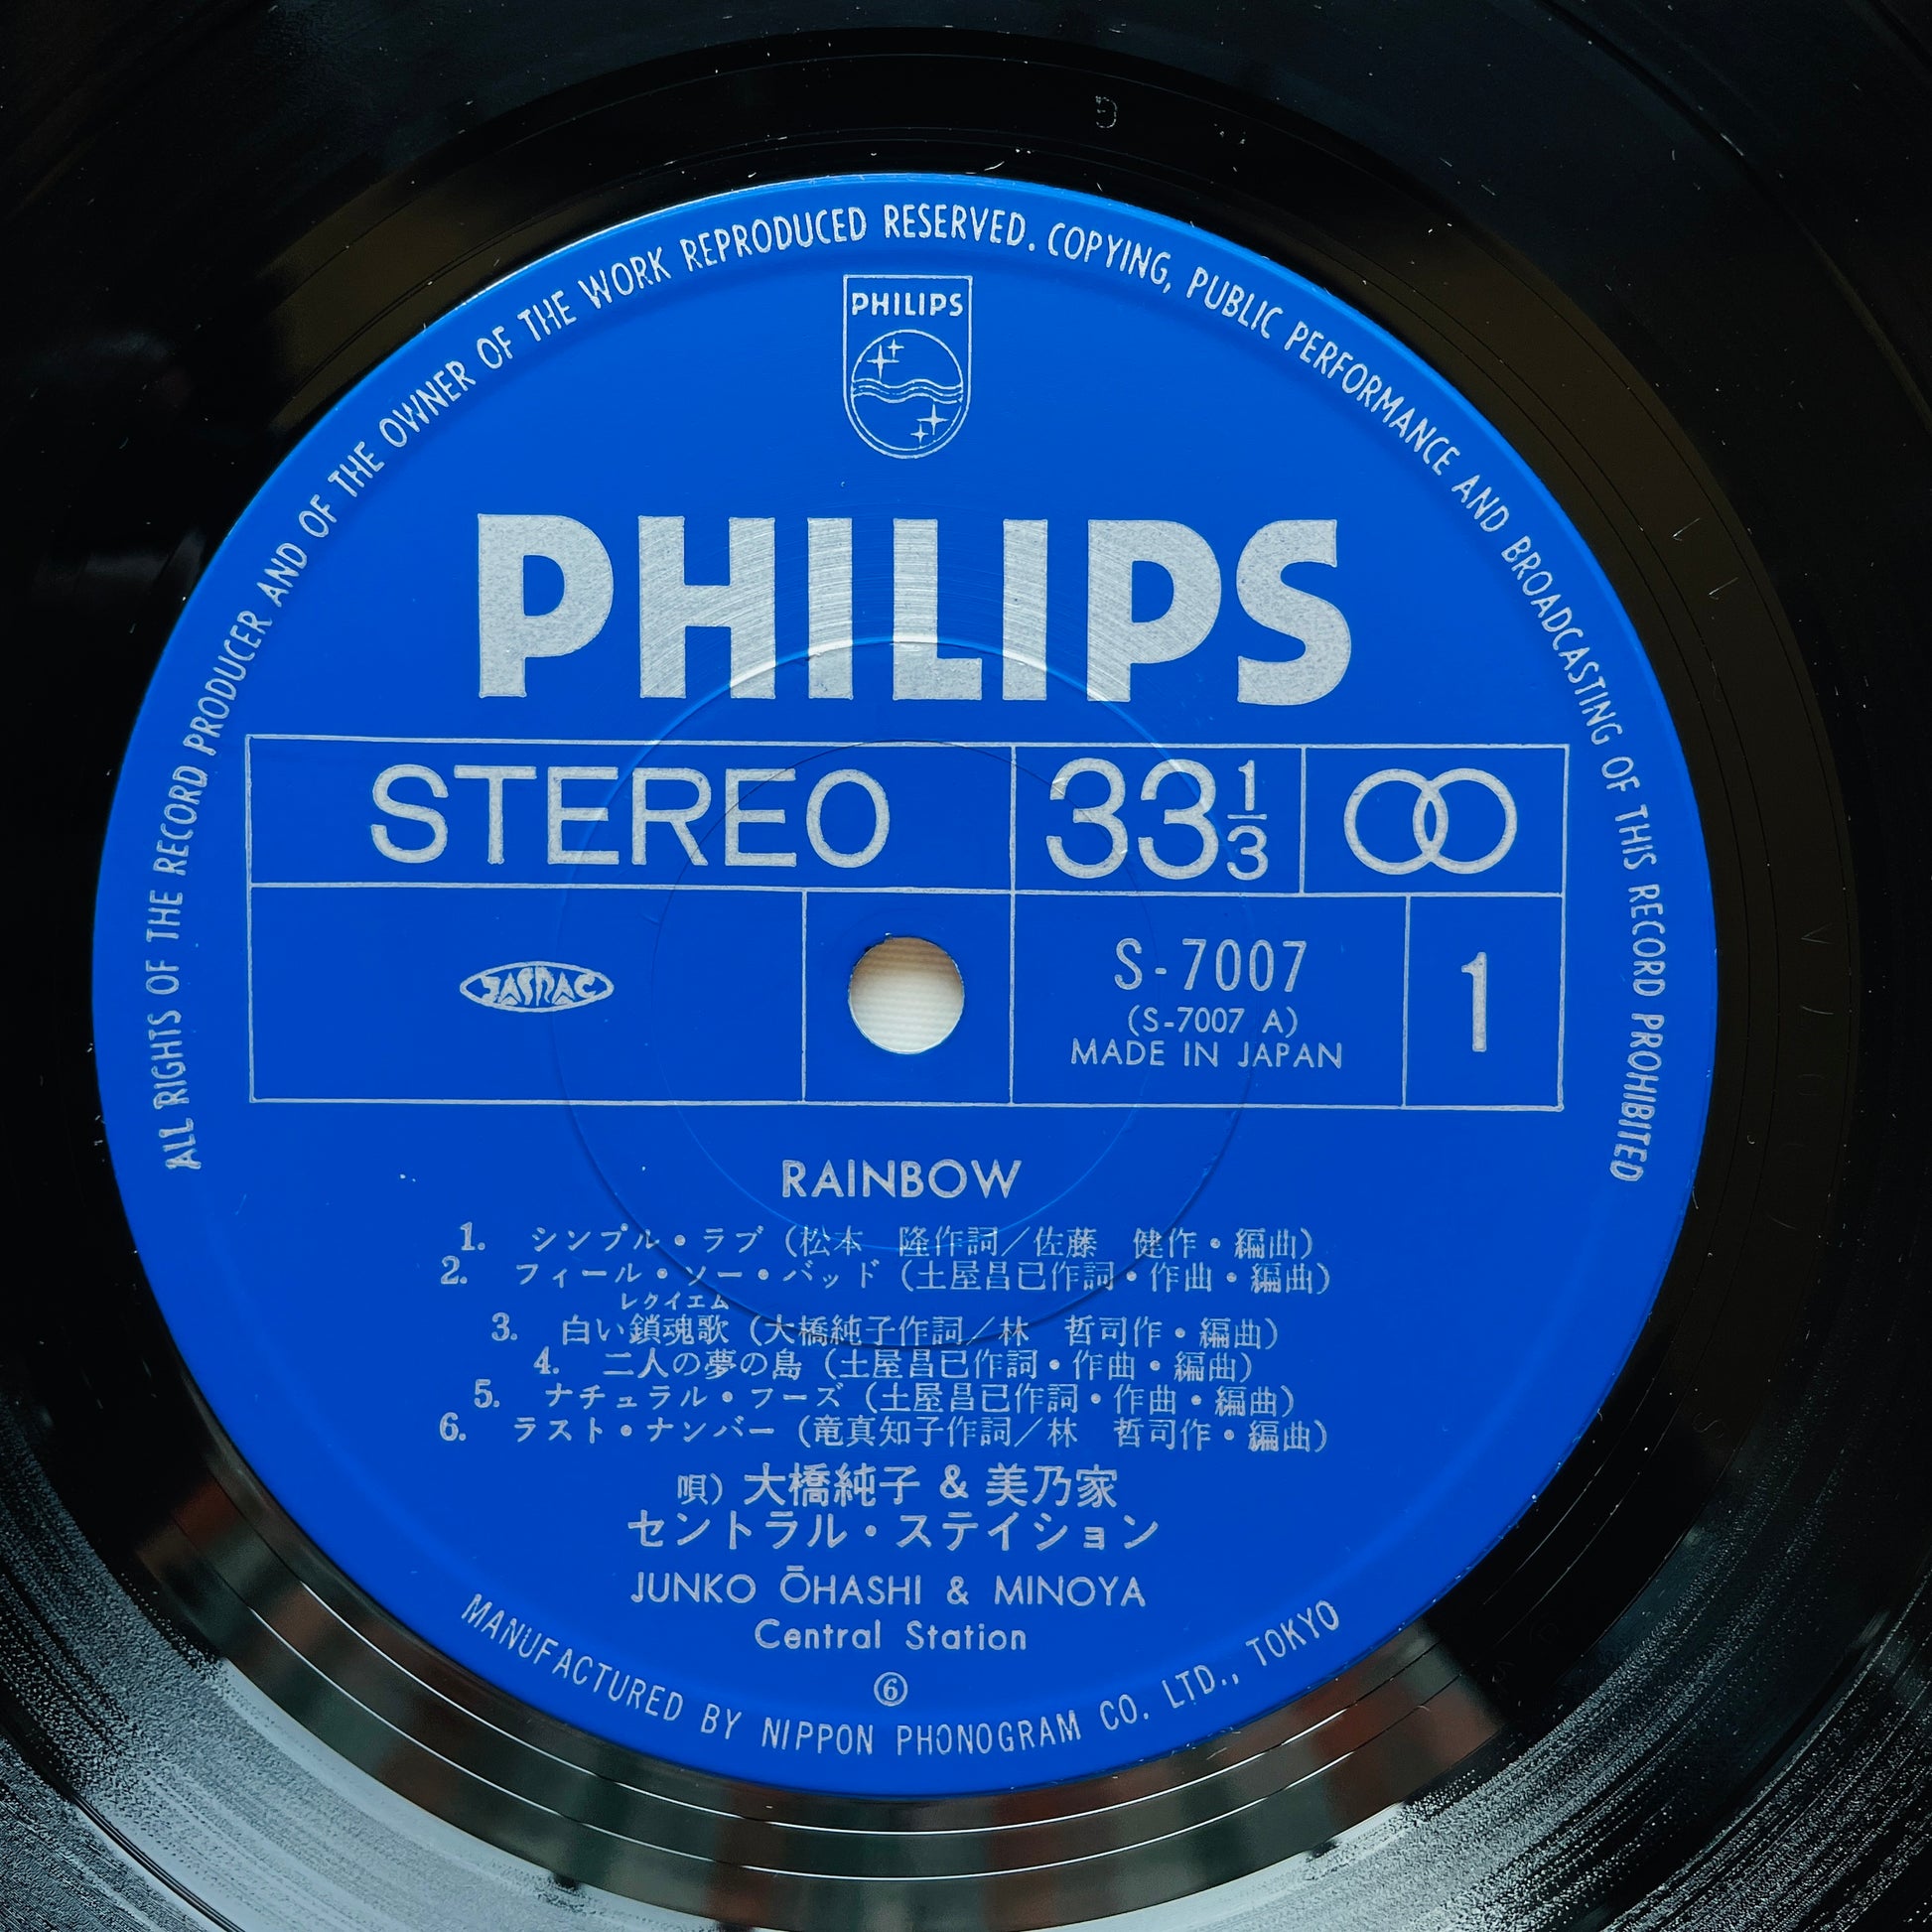 ALL RIGHTS OF THE RECORD PRODUCER AND OF THE OWNER OF THE WORK REPRODUCED RESERVED. COPYING, PUBLIC PERFORMANCE AND BROADCASTING OF THIS RECORD PROHIBITED
PHILIPS
PHILIPS
STEREO 33 1/3
JASRAC
S-7007
(S-7007 A)
MADE IN JAPAN
1
RAINBOW
1. シンプル・ラブ（松本 隆作詞／佐藤 健作・編曲）
2. フィール・ソー・バッド（土屋昌巳作詞・作曲・編曲）
レクイエム
3. 白い鎮魂歌（大橋純子作詞／林 哲司作・編曲）
4. 二人の夢の島（土屋昌巳作詞・作曲・編曲）
5. ナチュラル・フーズ（土屋昌巳作詞・作曲・編曲）
6. ラスト・ナンバー（竜真知子作詞／林 哲司作・編曲）
唄）大橋純子 & 美乃家
セントラル・ステイション
JUNKO ŌHASHI & MINOYA
Central Station
⑥
MANUFACTURED BY NIPPON PHONOGRAM CO. LTD., TOKYO